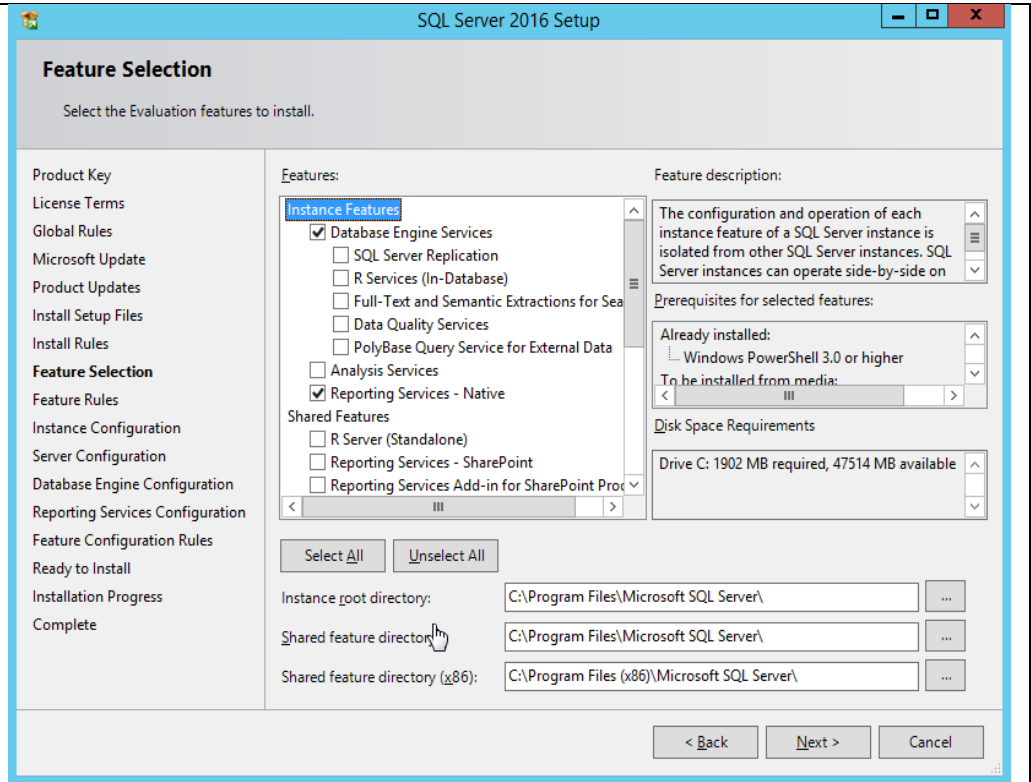 SQL Server 2016 Setup
Feature Selection
Select the Evaluation features to install.
Product Key
License Terms
Global Rules
Microsoft Update
Product Updates
Install Setup Files
Install Rules
Feature Selection
Feature Rules
Instance Configuration
Server Configuration
Database Engine Configuration
Reporting Services Configuration
Feature Configuration Rules
Ready to Install
Installation Progress
Complete
Features:
Instance Features
Database Engine Services
SQL Server Replication
R Services (In-Database)
Full-Text and Semantic Extractions for Sea
Data Quality Services
PolyBase Query Service for External Data
Analysis Services
Reporting Services - Native
Shared Features
R Server (Standalone)
Reporting Services - SharePoint
Reporting Services Add-in for SharePoint Prod
Feature description:
The configuration and operation of each
instance feature of a SQL Server instance is
isolated from other SQL Server instances. SQL
Server instances can operate side-by-side on
Prerequisites for selected features:
Already installed:
Windows PowerShell 3.0 or higher
To be installed from media:
Disk Space Requirements
Drive C: 1902 MB required, 47514 MB available
Select All
Unselect All
Instance root directory:
C:\Program Files\Microsoft SQL Server\
...
Shared feature director
C:\Program Files\Microsoft SQL Server\
...
Shared feature directory (x86):
C:\Program Files (x86)\Microsoft SQL Server\
...
< Back
Next >
Cancel